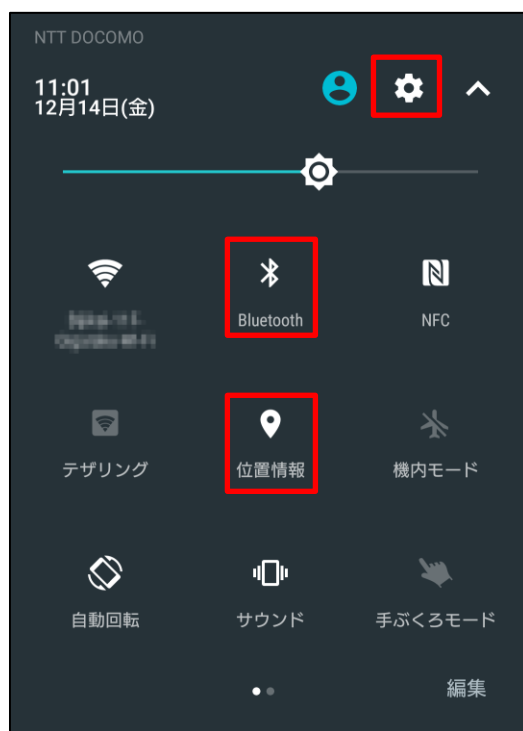 NTT DOCOMO
11:01
12月14日(金)
Bluetooth
NFC
テザリング
位置情報
機内モード
自動回転
サウンド
手ぶくろモード
編集